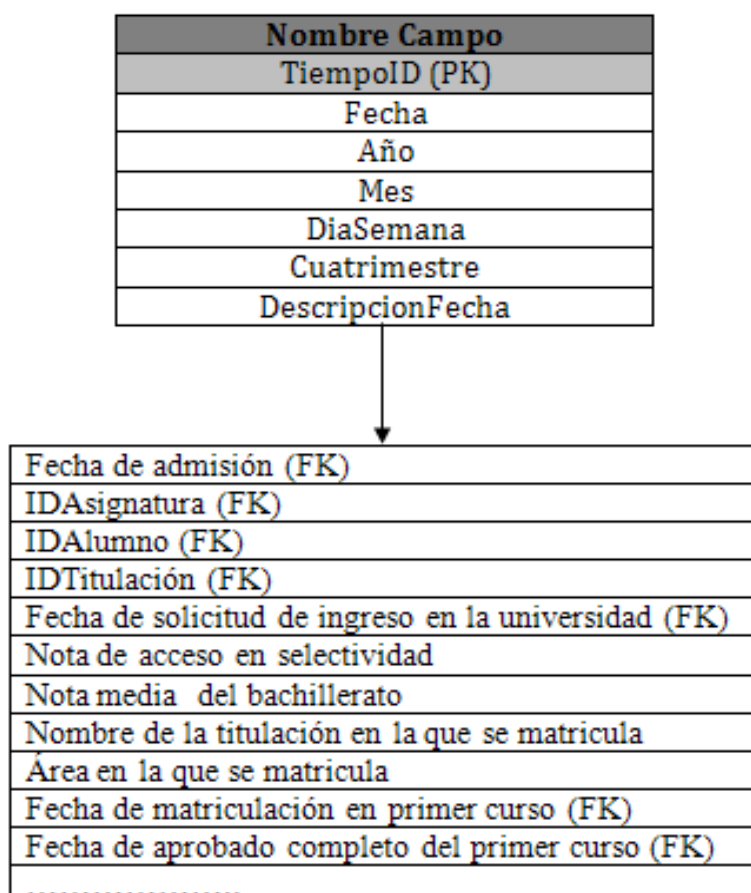 Nombre Campo
TiempoID (PK)
Fecha
Año
Mes
DiaSemana
Cuatrimestre
DescripcionFecha
Fecha de admisión (FK)
IDAsignatura (FK)
IDAlumno (FK)
IDTitulación (FK)
Fecha de solicitud de ingreso en la universidad (FK)
Nota de acceso en selectividad
Nota media del bachillerato
Nombre de la titulación en la que se matricula
Área en la que se matricula
Fecha de matriculación en primer curso (FK)
Fecha de aprobado completo del primer curso (FK)
......................